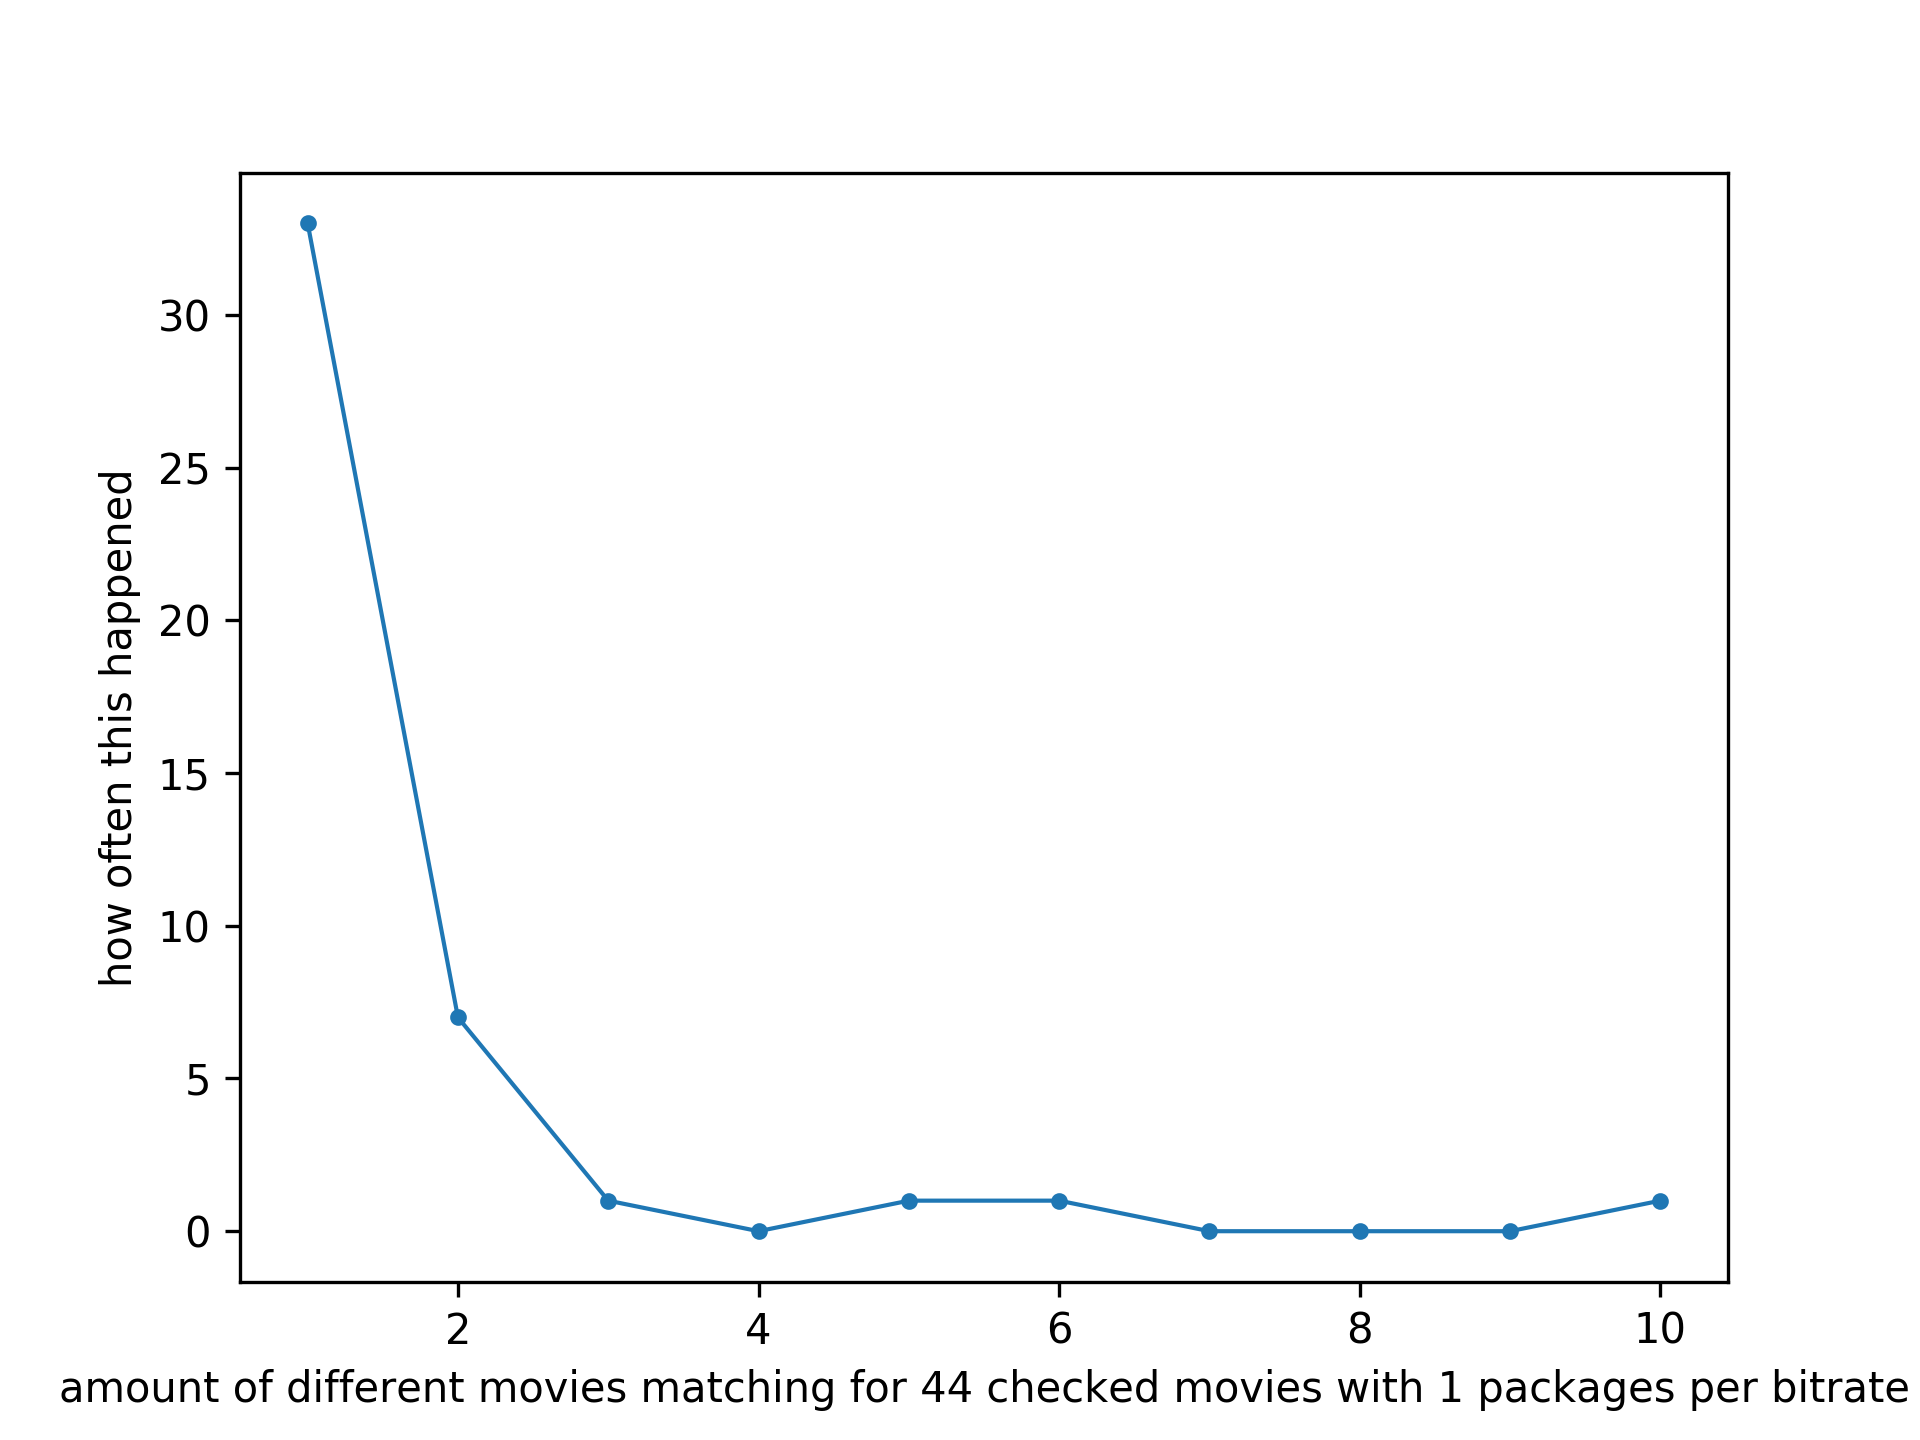 how often this happened
30
25
20
15
10
5
0
2 4 6 8 10
amount of different movies matching for 44 checked movies with 1 packages per bitrate